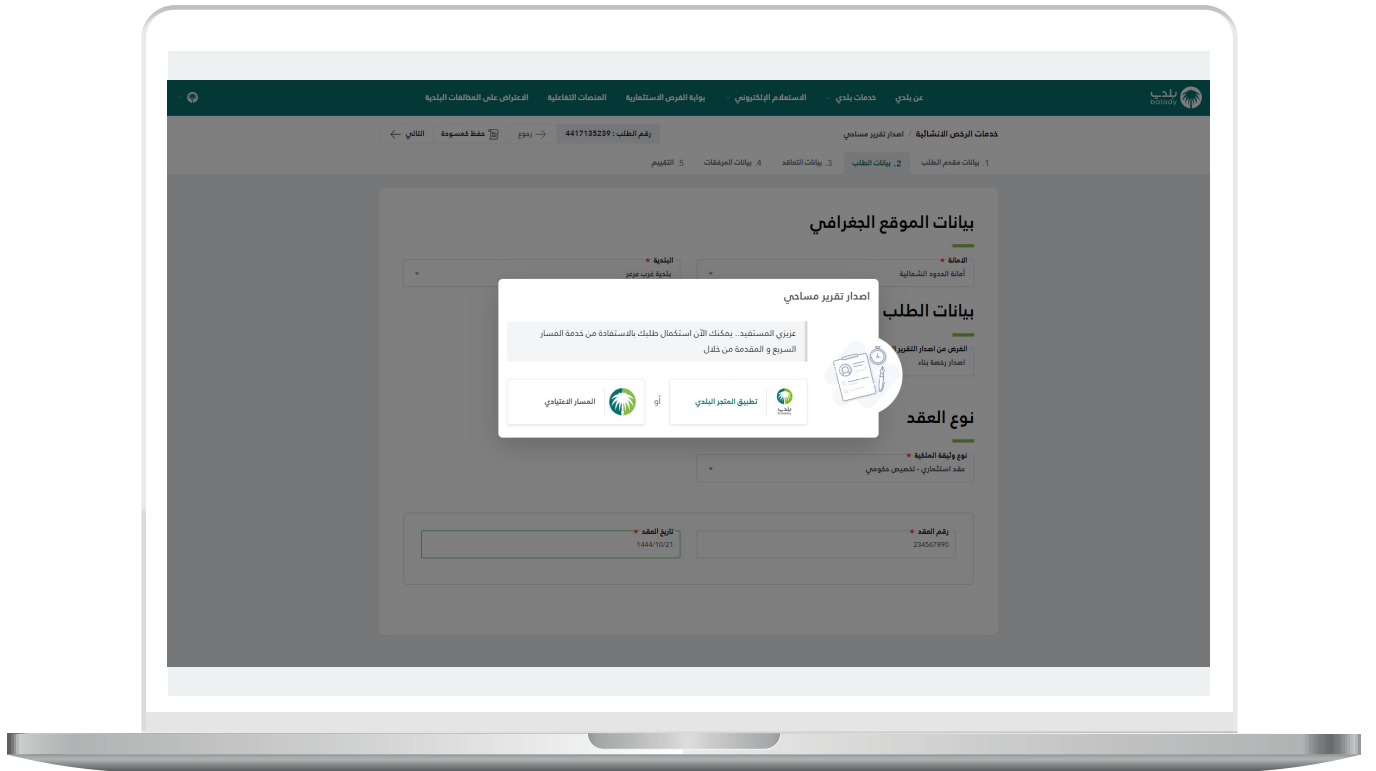 بلدي
balady
عن بلدي
خدمات بلدي
الاستعلام الإلكتروني
بوابة الفرص الاستثمارية
المنصات التفاعلية
الاعتراض على المخالفات البلدية
خدمات الرخص الانشائية / اصدار تقرير مساحي
رقم الطلب : 4417135239
رجوع
حفظ كمسودة
التالي
1. بيانات مقدم الطلب
2. بيانات الطلب
3. بيانات التعاقد
4. بيانات المرفقات
5. التقييم
بيانات الموقع الجغرافي
الامانة *
أمانة الحدود الشمالية
البلدية *
بلدية غرب عرعر
بيانات الطلب
الغرض من اصدار التقرير
اصدار رخصة بناء
اصدار تقرير مساحي
عزيزي المستفيد.. يمكنك الآن استكمال طلبك بالاستفادة من خدمة المسار
السريع و المقدمة من خلال
بلدي
تطبيق المتجر البلدي
أو
المسار الاعتيادي
نوع العقد
نوع وثيقة الملكية *
عقد استثماري - تخصيص حكومي
رقم العقد *
234567890
تاريخ العقد *
1444/10/21